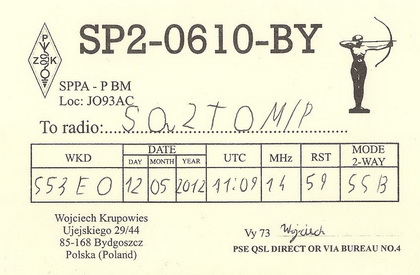 P
Z K
SP2-0610-BY
SPPA - P BM
Loc: JO93AC
To radio: SQ2TOM/P
WKD DATE UTC MHz RST MODE
DAY MONTH YEAR 2-WAY
S53EO 12 05 2012 11:09 14 59 SSB
Wojciech Krupowies
Ujejskiego 29/44
85-168 Bydgoszcz
Polska (Poland)
Vy 73 Wojciech
PSE QSL DIRECT OR VIA BUREAU NO.4